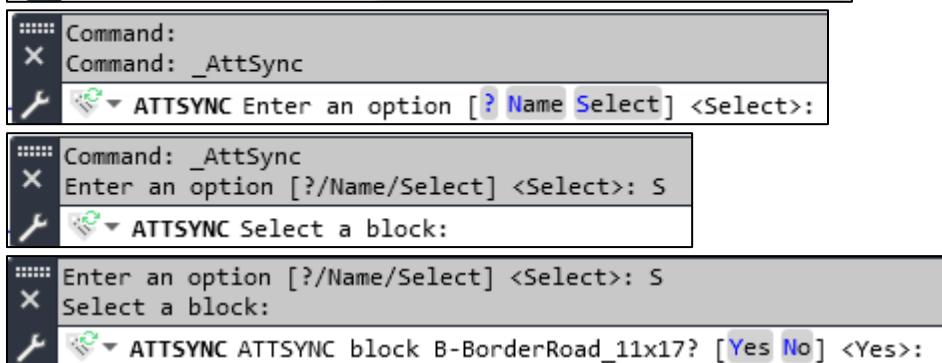 Command:
Command: _AttSync
ATTSYNC Enter an option [? Name Select] <Select>:
Command: _AttSync
Enter an option [?/Name/Select] <Select>: S
ATTSYNC Select a block:
Enter an option [?/Name/Select] <Select>: S
Select a block:
ATTSYNC ATTSYNC block B-BorderRoad_11x17? [Yes No] <Yes>: